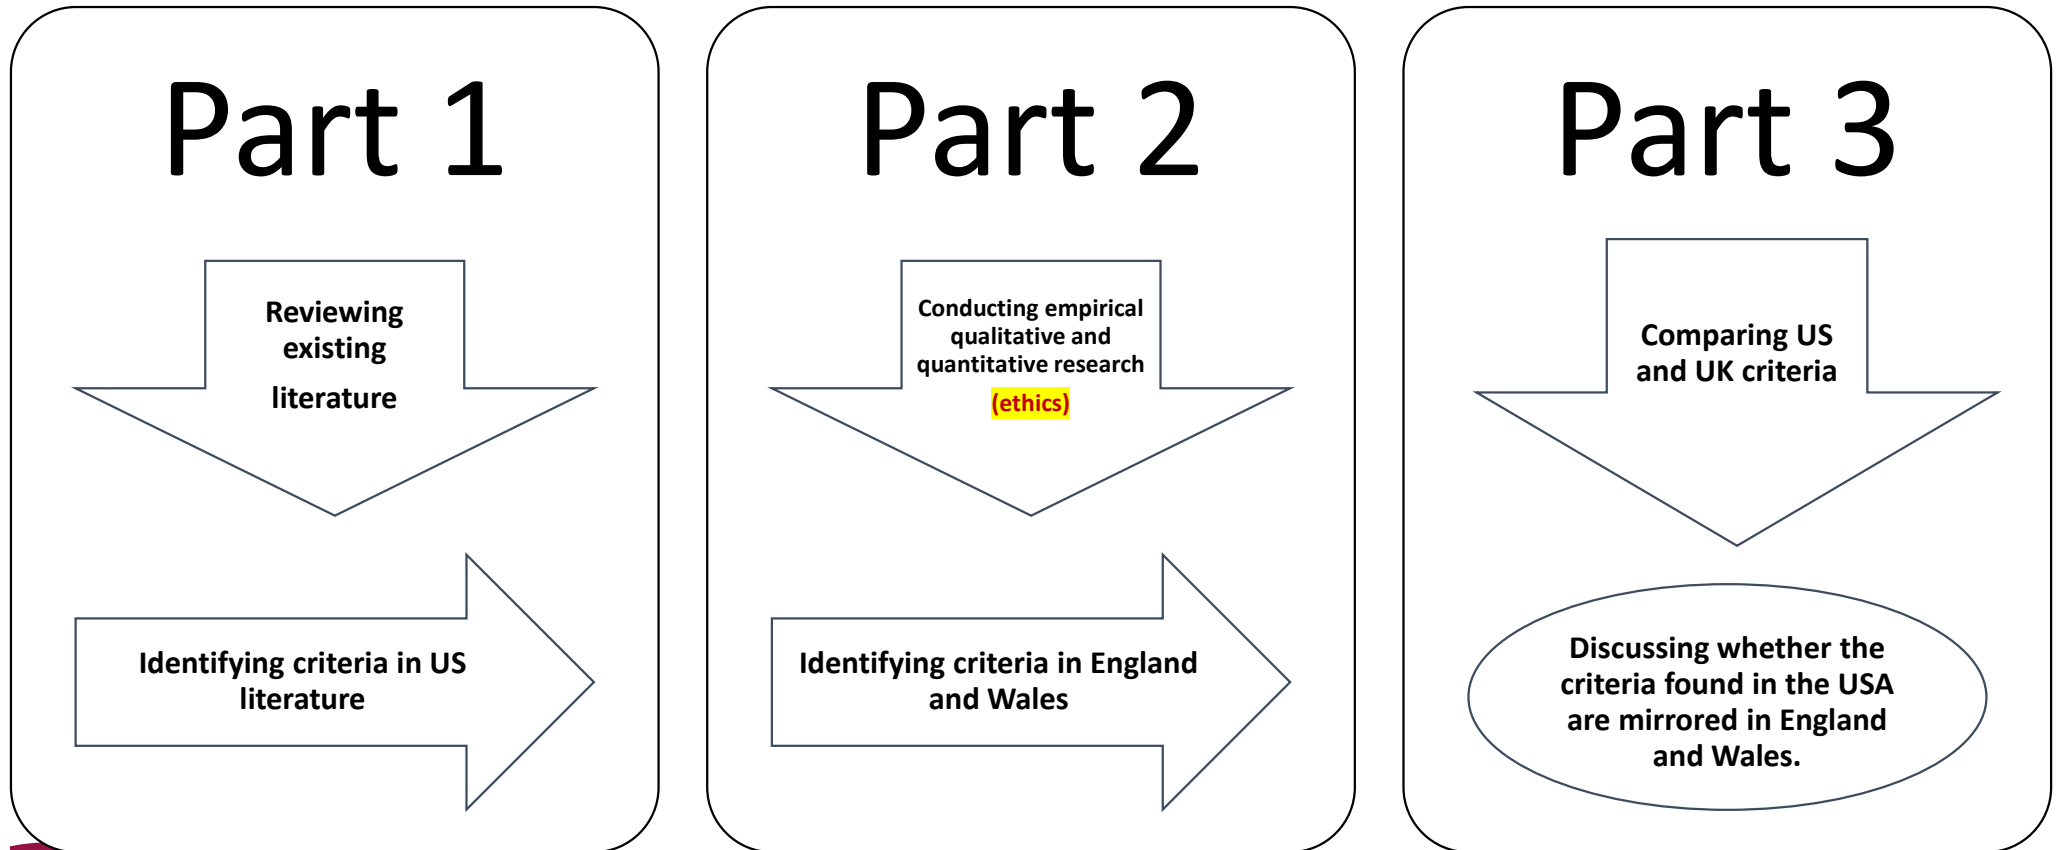 Part 1
Reviewing
existing
literature
Identifying criteria in US
literature
Part 2
Conducting empirical
qualitative and
quantitative research
(ethics)
Identifying criteria in England
and Wales
Part 3
Comparing US
and UK criteria
Discussing whether the
criteria found in the USA
are mirrored in England
and Wales.